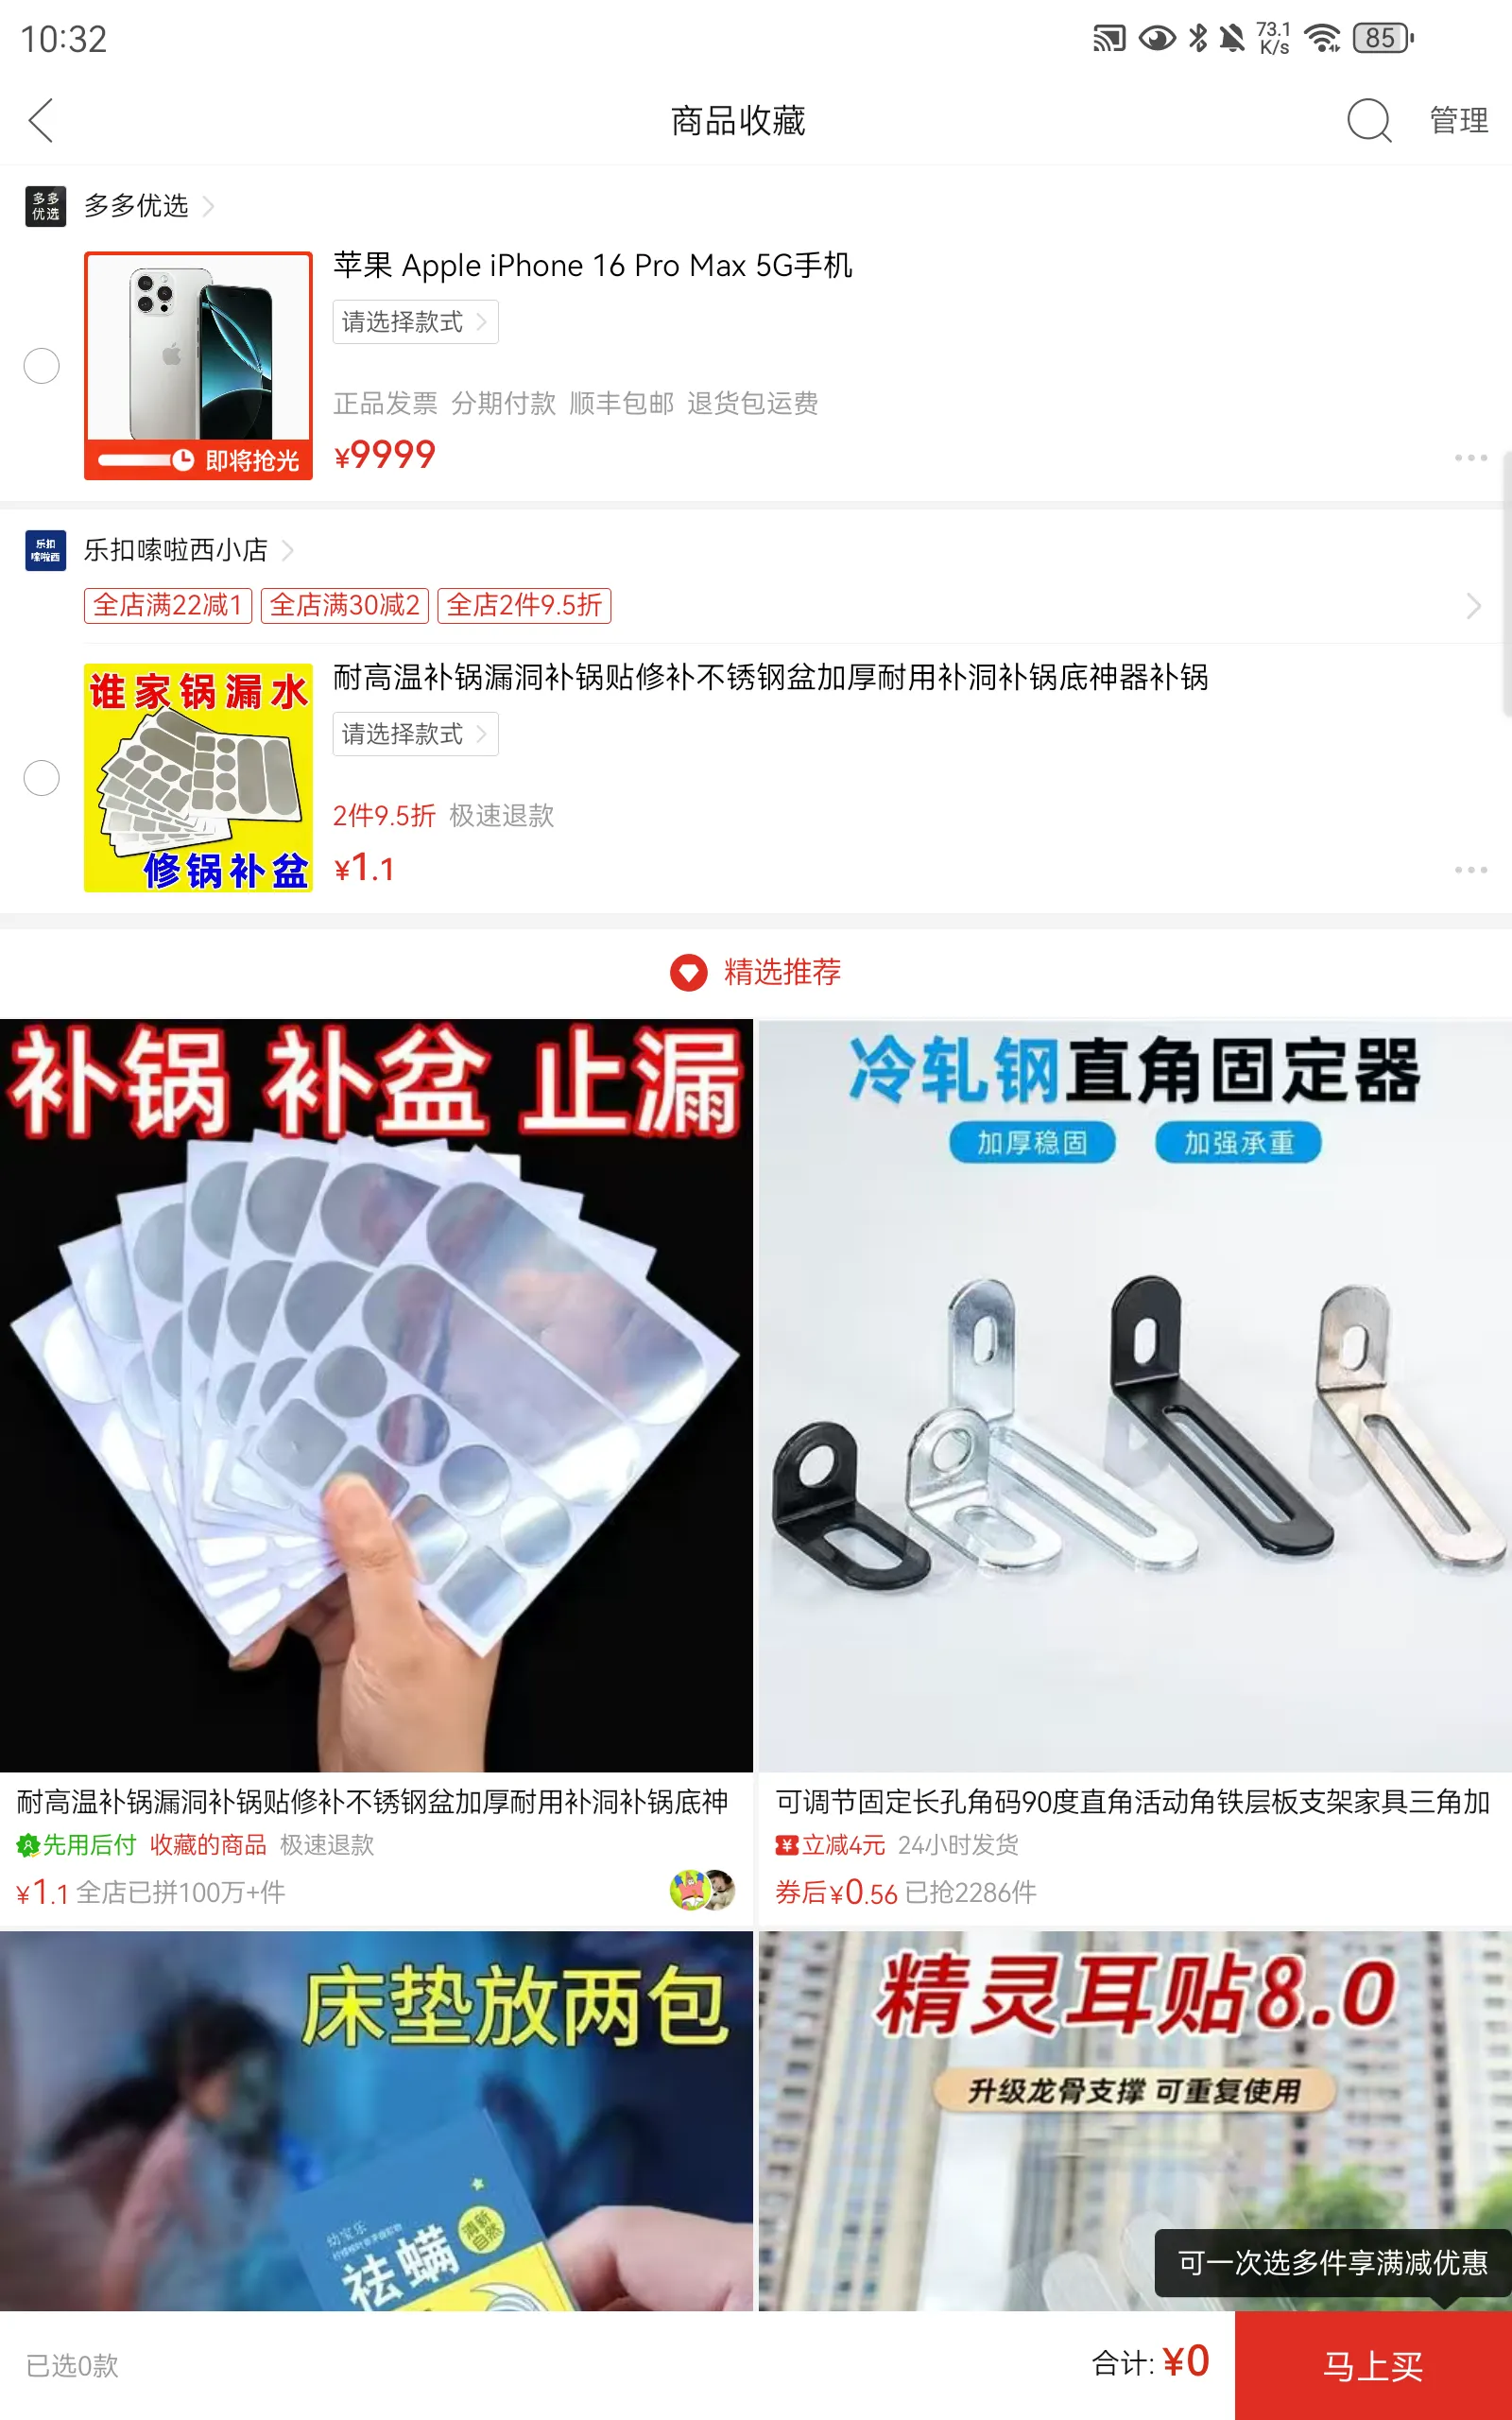 10:32
73.1
K/s
85
商品收藏
管理
多多
优选
多多优选
苹果 Apple iPhone 16 Pro Max 5G手机
请选择款式
正品发票 分期付款 顺丰包邮 退货包运费
¥9999
即将抢光
乐扣
嗦啦西
乐扣嗦啦西小店
全店满22减1
全店满30减2
全店2件9.5折
谁家锅漏水
修锅补盆
耐高温补锅漏洞补锅贴修补不锈钢盆加厚耐用补洞补锅底神器补锅
请选择款式
2件9.5折 极速退款
¥1.1
精选推荐
补锅 补盆 止漏
耐高温补锅漏洞补锅贴修补不锈钢盆加厚耐用补洞补锅底神
先用后付 收藏的商品 极速退款
¥1.1 全店已拼100万+件
冷轧钢直角固定器
加厚稳固
加强承重
可调节固定长孔角码90度直角活动角铁层板支架家具三角加
立减4元 24小时发货
券后¥0.56 已抢2286件
床垫放两包
幼宝乐
清新
自然
祛螨
精灵耳贴8.0
升级龙骨支撑 可重复使用
可一次选多件享满减优惠
已选0款
合计: ¥0
马上买